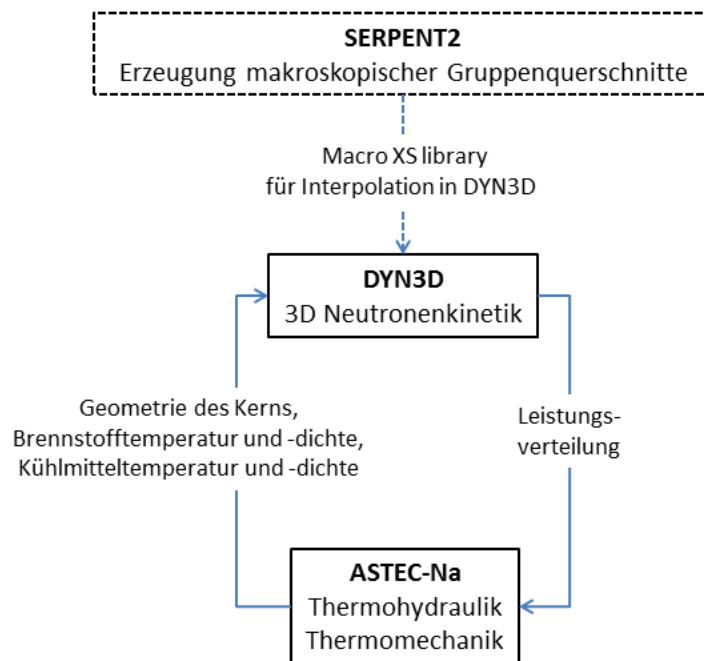 SERPENT2
Erzeugung makroskopischer Gruppenquerschnitte
Macro XS library
für Interpolation in DYN3D
DYN3D
3D Neutronenkinetik
Geometrie des Kerns,
Brennstofftemperatur und -dichte,
Kühlmitteltemperatur und -dichte
Leistungs-
verteilung
ASTEC-Na
Thermohydraulik
Thermomechanik